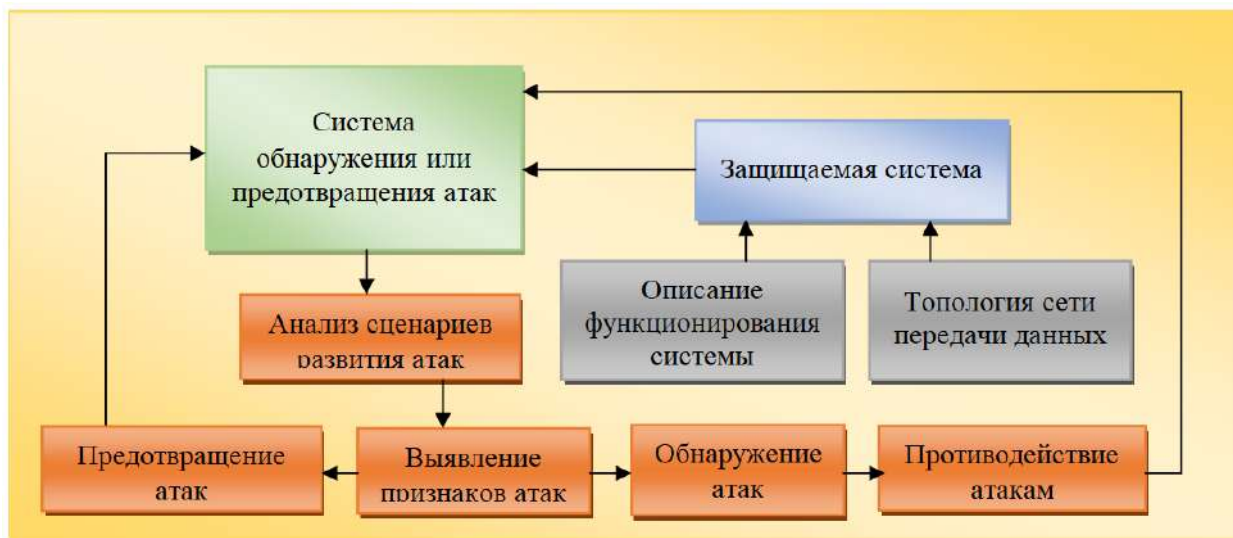 Система
обнаружения или
предотвращения атак
Защищаемая система
Описание
функционирования
системы
Топология сети
передачи данных
Анализ сценариев
развития атак
Предотвращение
атак
Выявление
признаков атак
Обнаружение
атак
Противодействие
атакам